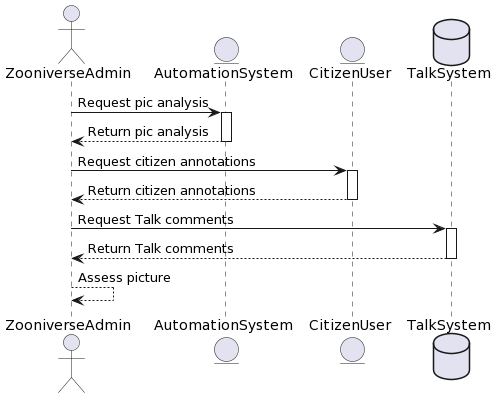 ZooniverseAdmin AutomationSystem CitizenUser TalkSystem
Request pic analysis
Return pic analysis
Request citizen annotations
Return citizen annotations
Request Talk comments
Return Talk comments
Assess picture
ZooniverseAdmin AutomationSystem CitizenUser TalkSystem